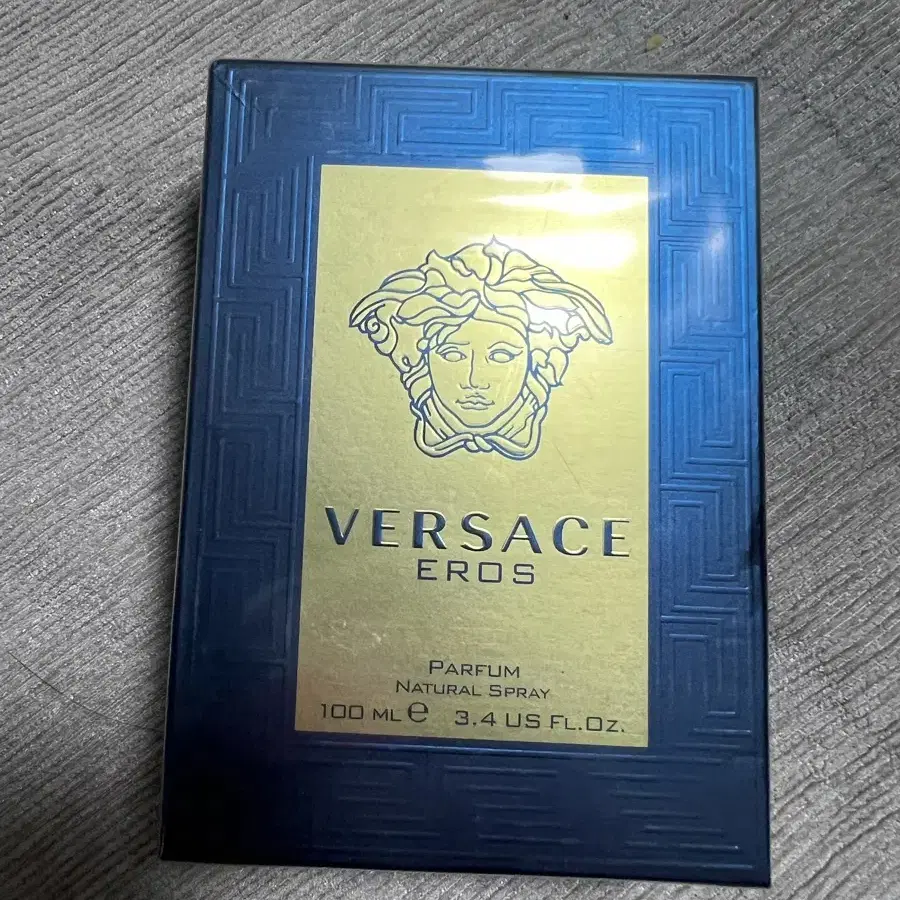 VERSACE
EROS
PARFUM
NATURAL SPRAY
100 ML ℮ 3.4 US FL.OZ.